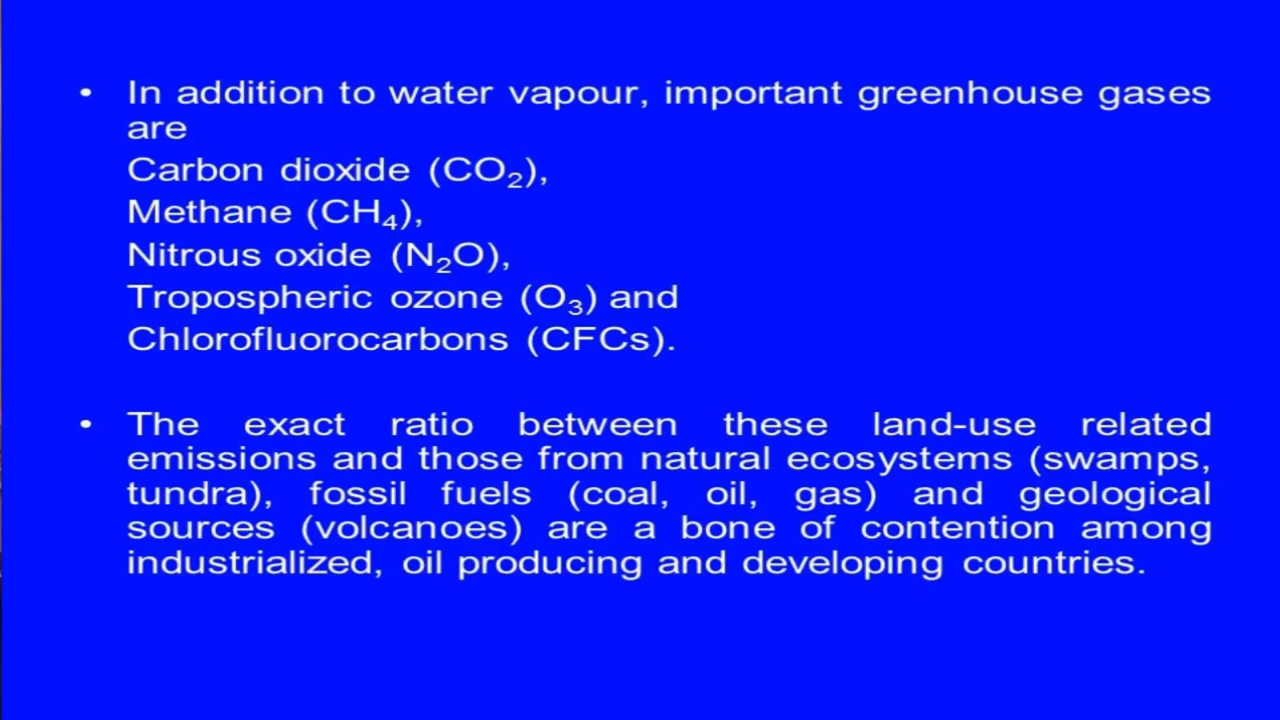 • In addition to water vapour, important greenhouse gases
are
Carbon dioxide (CO₂),
Methane (CH₄),
Nitrous oxide (N₂O),
Tropospheric ozone (O₃) and
Chlorofluorocarbons (CFCs).
• The exact ratio between these land-use related
emissions and those from natural ecosystems (swamps,
tundra), fossil fuels (coal, oil, gas) and geological
sources (volcanoes) are a bone of contention among
industrialized, oil producing and developing countries.